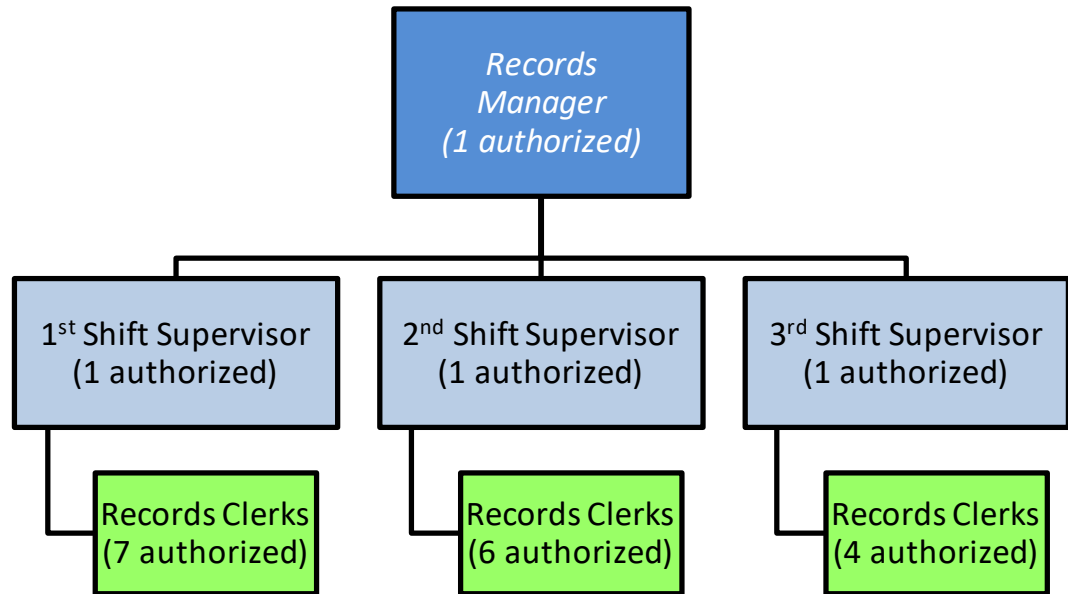 Records
Manager
(1 authorized)
1st Shift Supervisor
(1 authorized)
2nd Shift Supervisor
(1 authorized)
3rd Shift Supervisor
(1 authorized)
Records Clerks
(7 authorized)
Records Clerks
(6 authorized)
Records Clerks
(4 authorized)